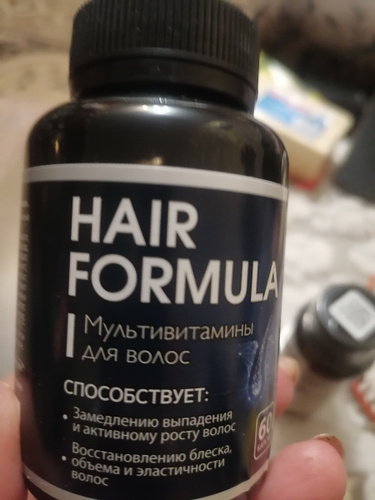 HAIR
FORMULA
Мультивитамины
для волос
СПОСОБСТВУЕТ:
• Замедлению выпадения
и активному росту волос
• Восстановлению блеска,
объема и эластичности
волос
60